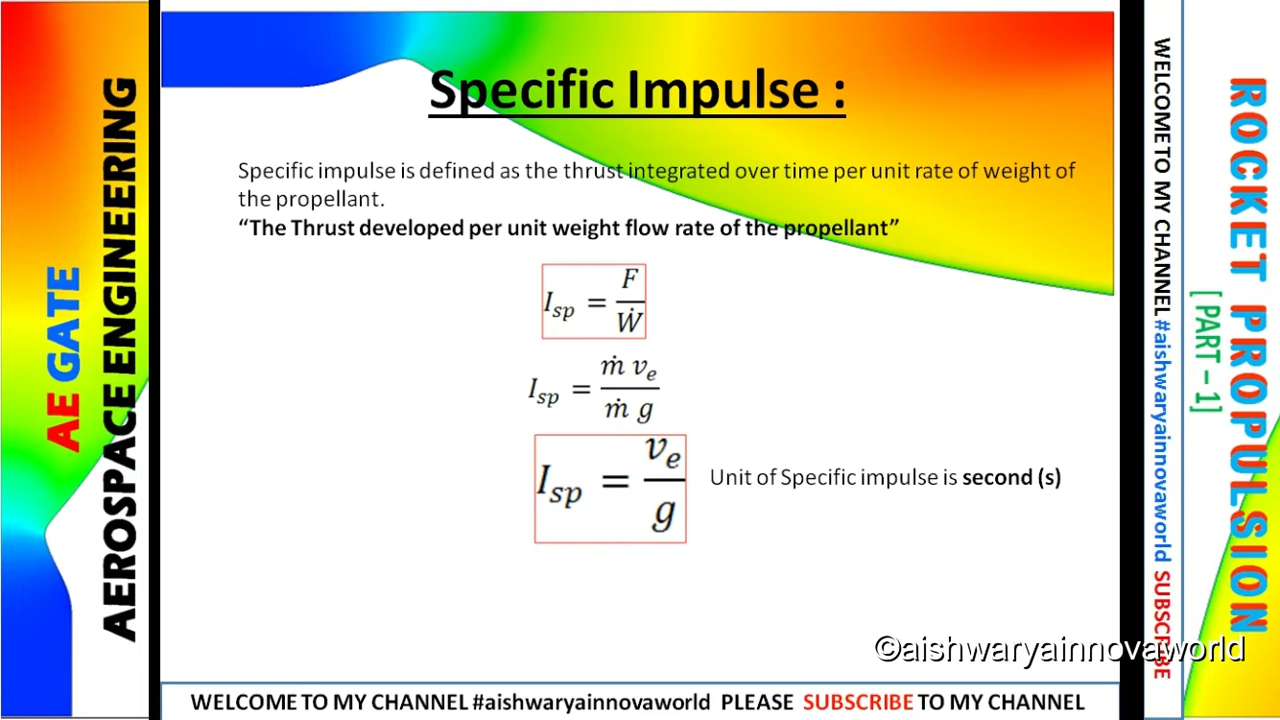 AE GATE
AEROSPACE ENGINEERING
Specific Impulse :
Specific impulse is defined as the thrust integrated over time per unit rate of weight of
the propellant.
“The Thrust developed per unit weight flow rate of the propellant”
I_sp = F / Ẇ
I_sp = ṁ v_e / ṁ g
I_sp = v_e / g
Unit of Specific impulse is second (s)
©aishwaryainnovaworld
WELCOME TO MY CHANNEL #aishwaryainnovaworld PLEASE SUBSCRIBE TO MY CHANNEL
WELCOME TO MY CHANNEL #aishwaryainnovaworld SUBSCRIBE
[ PART – 1]
ROCKET PROPULSION